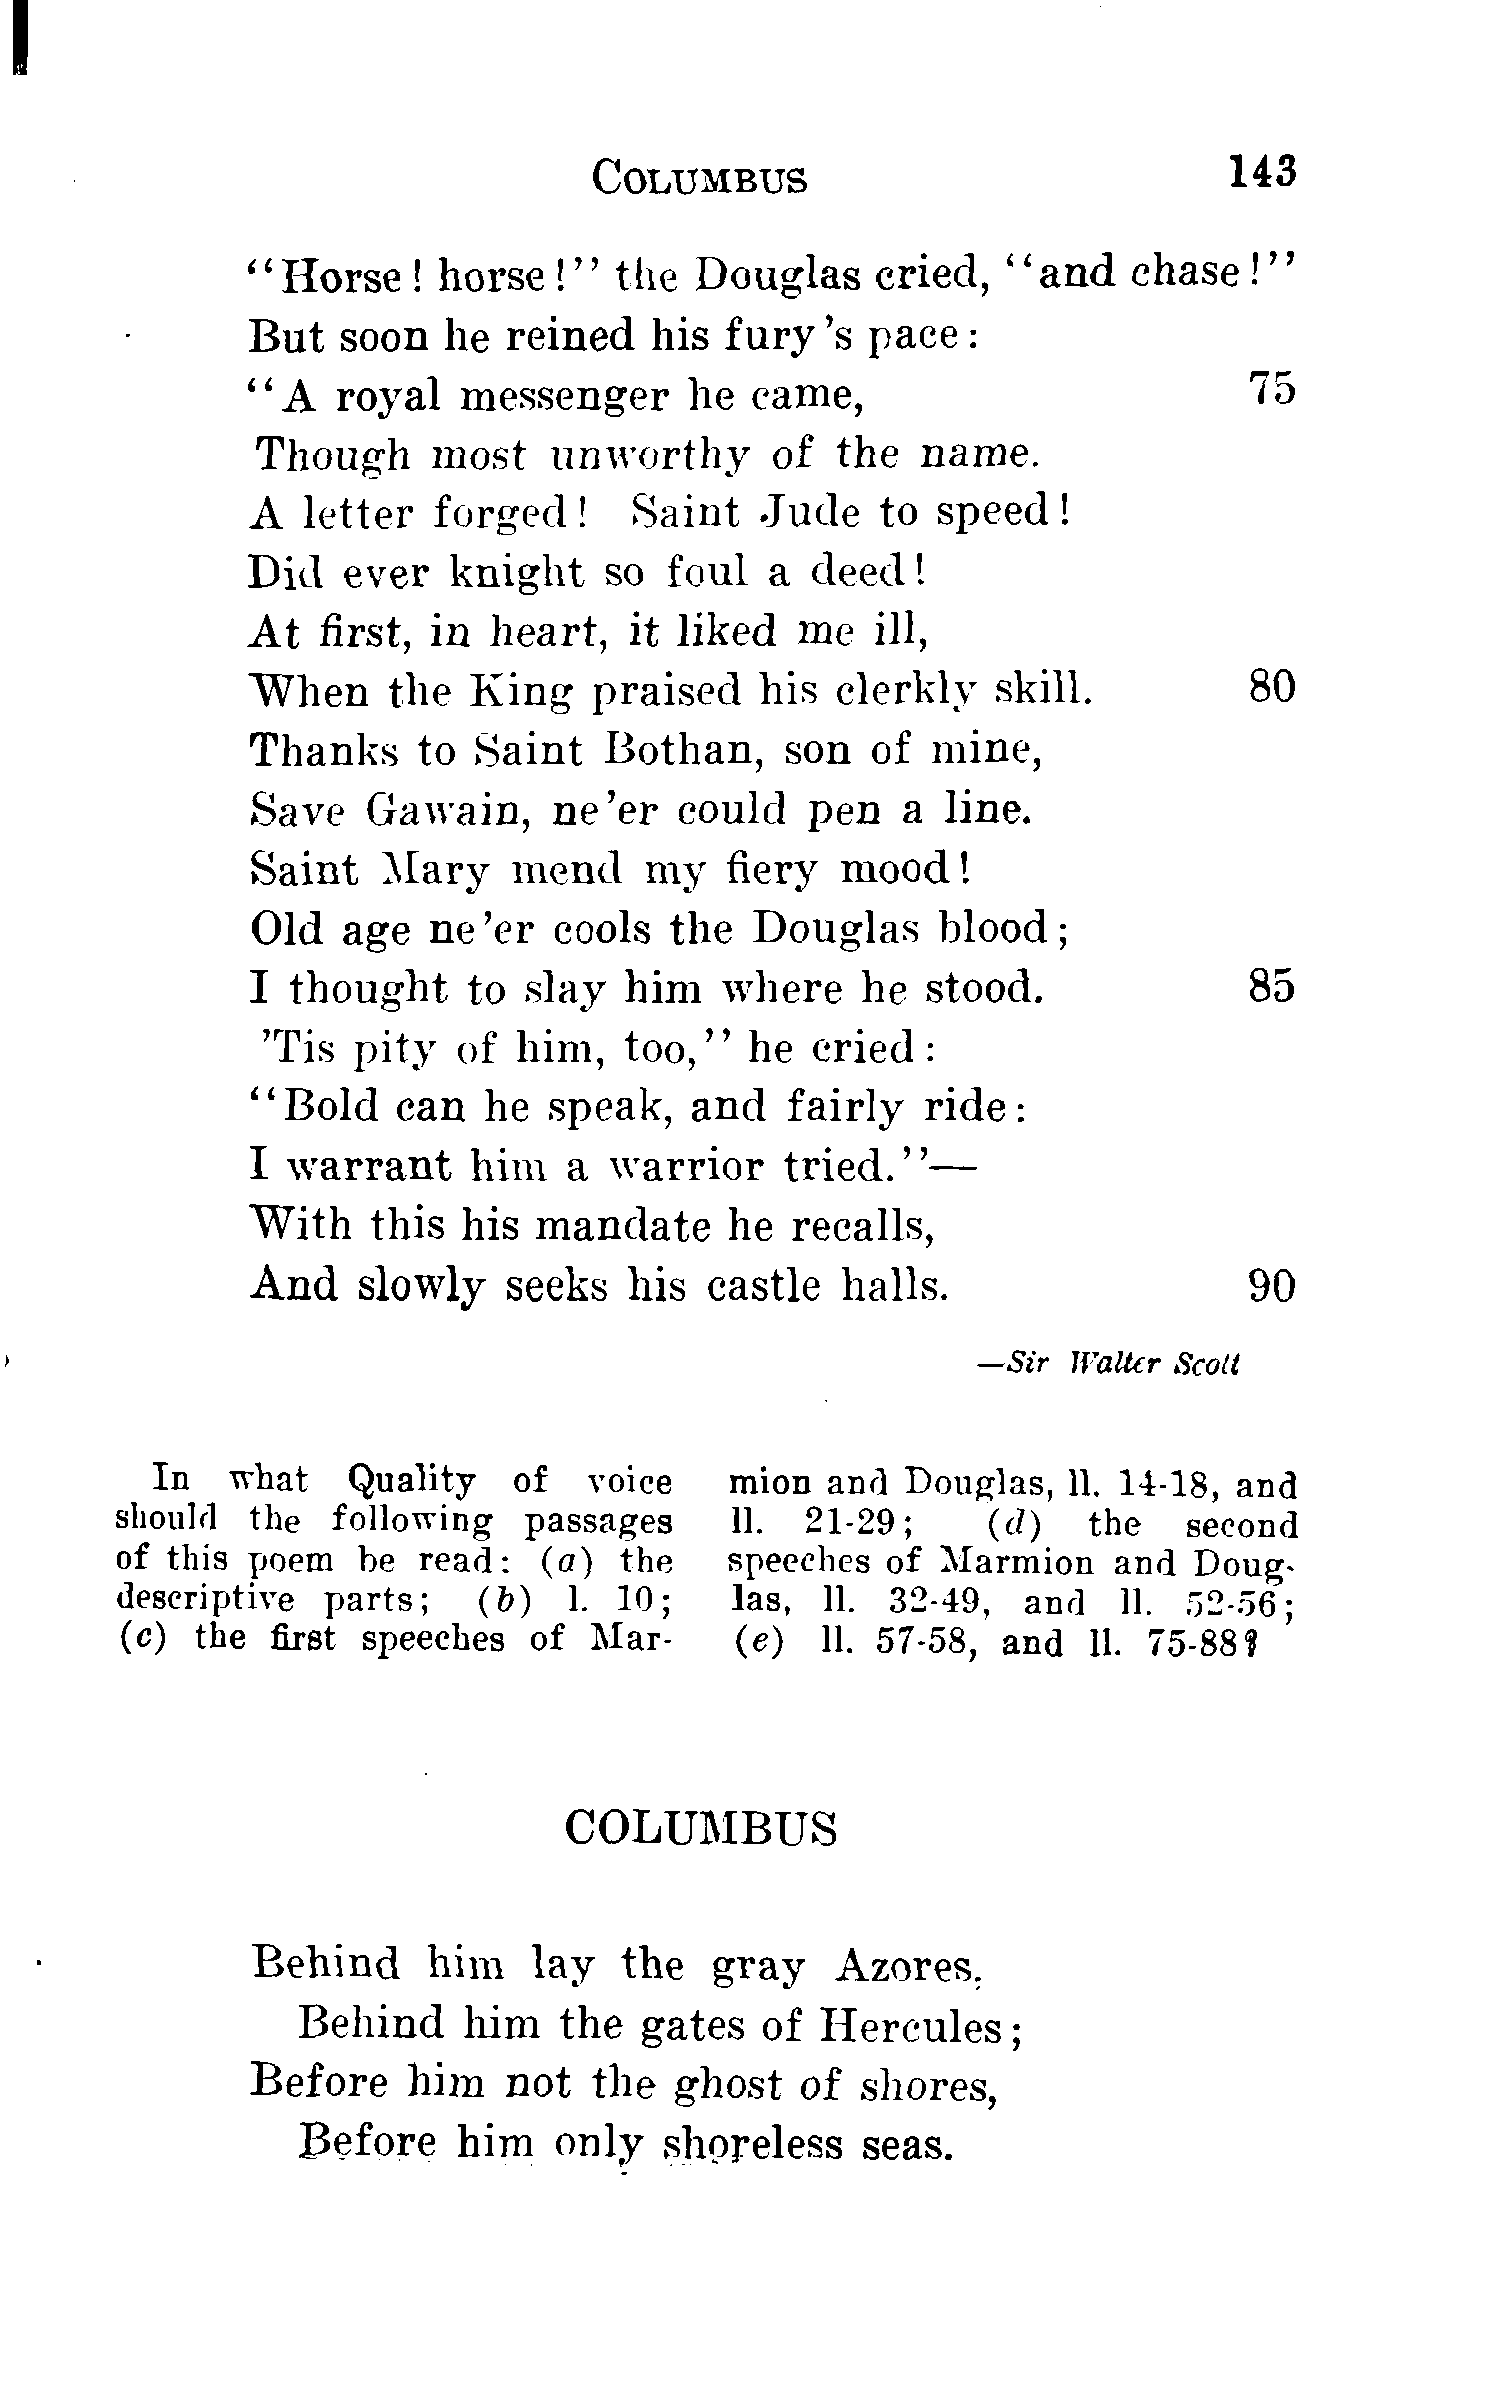 COLUMBUS 143
"Horse! horse!" the Douglas cried, "and chase!"
But soon he reined his fury's pace:
"A royal messenger he came, 75
Though most unworthy of the name.
A letter forged! Saint Jude to speed!
Did ever knight so foul a deed!
At first, in heart, it liked me ill,
When the King praised his clerkly skill. 80
Thanks to Saint Bothan, son of mine,
Save Gawain, ne'er could pen a line.
Saint Mary mend my fiery mood!
Old age ne'er cools the Douglas blood;
I thought to slay him where he stood. 85
'Tis pity of him, too," he cried:
"Bold can he speak, and fairly ride:
I warrant him a warrior tried."—
With this his mandate he recalls,
And slowly seeks his castle halls. 90
—Sir Walter Scott
In what Quality of voice
should the following passages
of this poem be read: (a) the
descriptive parts; (b) l. 10;
(c) the first speeches of Mar-
mion and Douglas, ll. 14-18, and
ll. 21-29; (d) the second
speeches of Marmion and Doug-
las, ll. 32-49, and ll. 52-56;
(e) ll. 57-58, and ll. 75-88?
COLUMBUS
Behind him lay the gray Azores,
Behind him the gates of Hercules;
Before him not the ghost of shores,
Before him only shoreless seas.